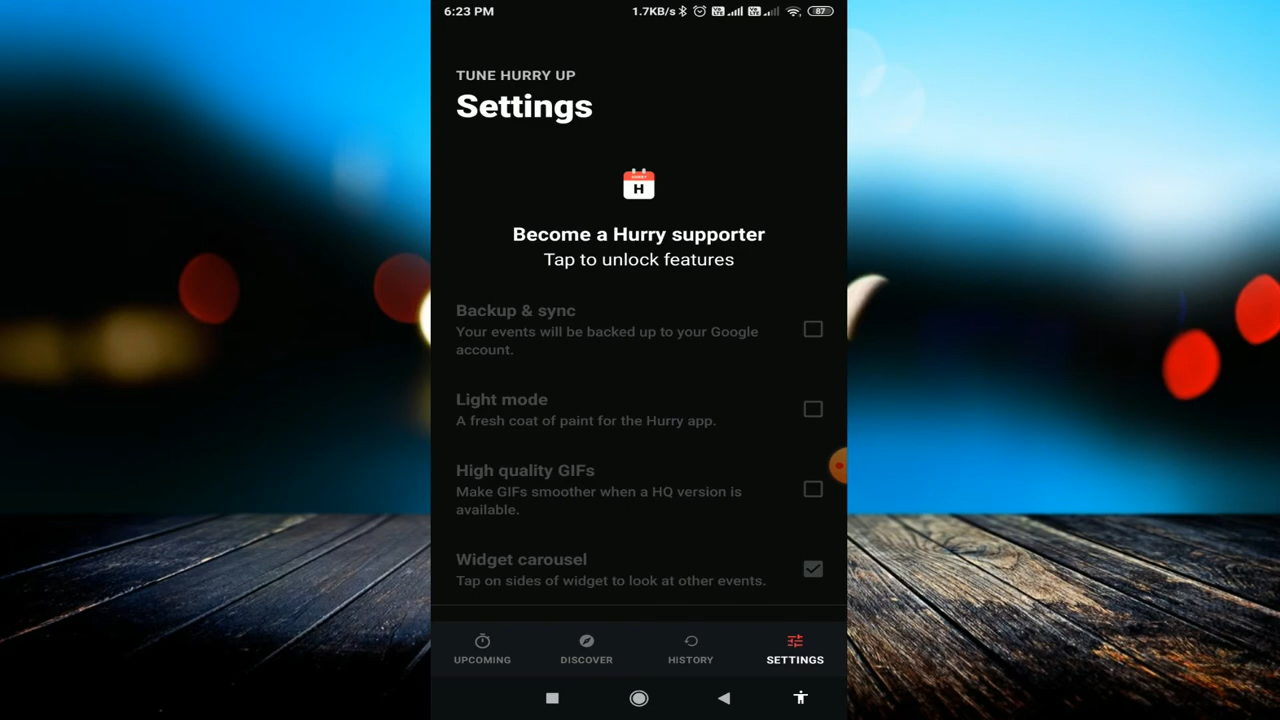 6:23 PM
1.7KB/s
87
TUNE HURRY UP
Settings
H
Become a Hurry supporter
Tap to unlock features
Backup & sync
Your events will be backed up to your Google
account.
Light mode
A fresh coat of paint for the Hurry app.
High quality GIFs
Make GIFs smoother when a HQ version is
available.
Widget carousel
Tap on sides of widget to look at other events.
UPCOMING
DISCOVER
HISTORY
SETTINGS